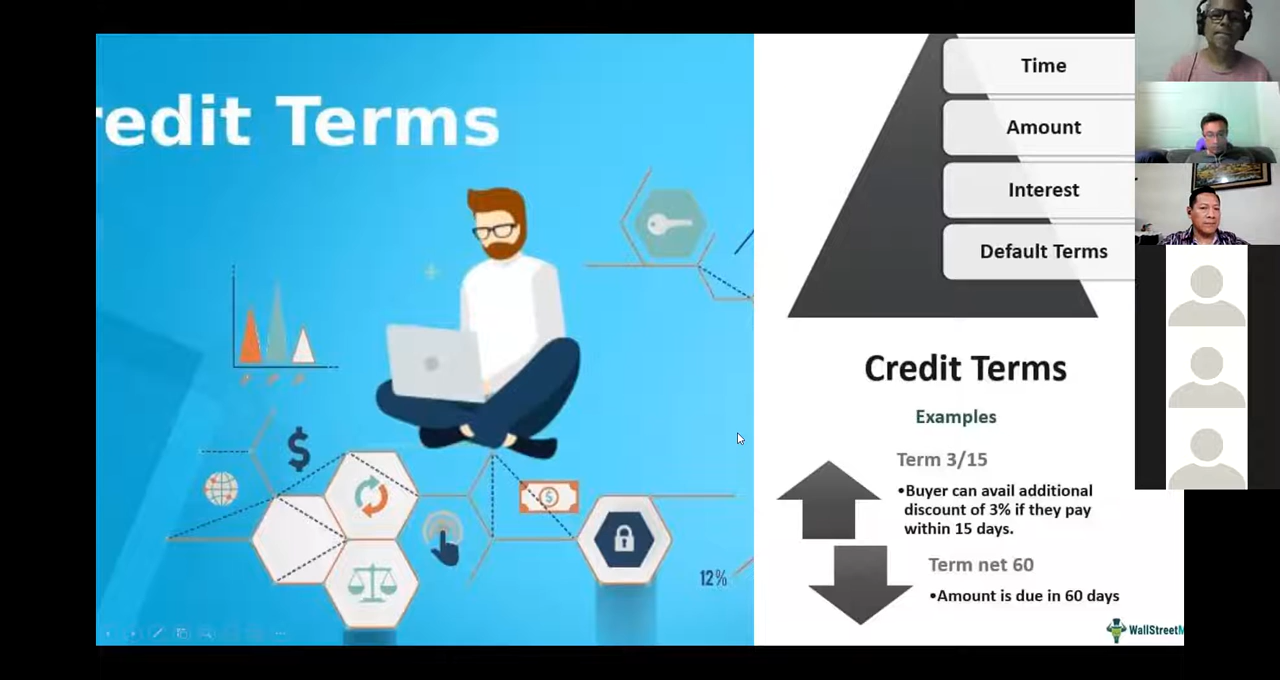 redit Terms
$
$
12%
Time
Amount
Interest
Default Terms
Credit Terms
Examples
Term 3/15
•Buyer can avail additional
discount of 3% if they pay
within 15 days.
Term net 60
•Amount is due in 60 days
WallStreetM